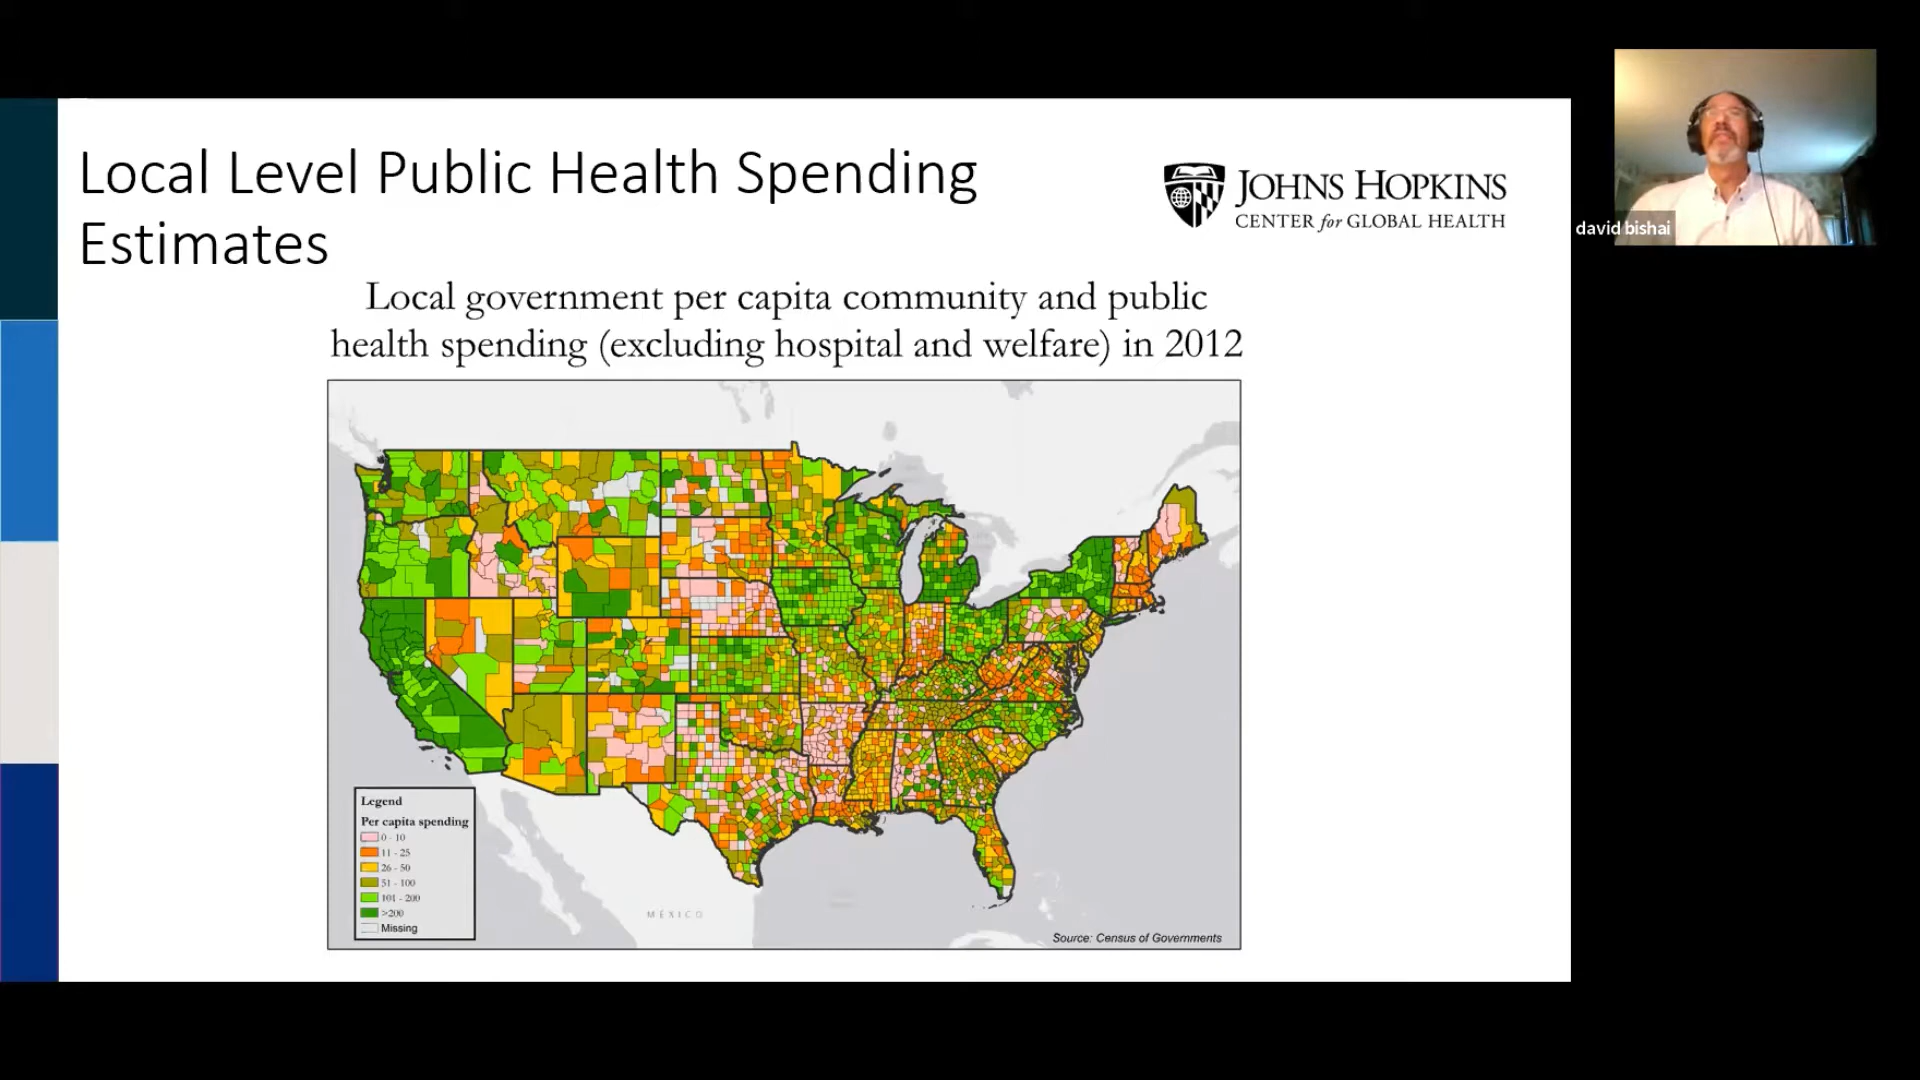 Local Level Public Health Spending
Estimates
JOHNS HOPKINS
CENTER for GLOBAL HEALTH
david bishai
Local government per capita community and public
health spending (excluding hospital and welfare) in 2012
Legend
Per capita spending
0 - 10
11 - 25
26 - 50
51 - 100
101 - 200
>200
Missing
MÉXICO
Source: Census of Governments